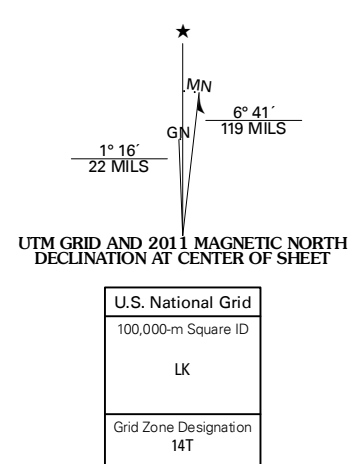 ★
MN
6° 41´
119 MILS
GN
1° 16´
22 MILS
UTM GRID AND 2011 MAGNETIC NORTH
DECLINATION AT CENTER OF SHEET
U.S. National Grid
100,000-m Square ID
LK
Grid Zone Designation
14T